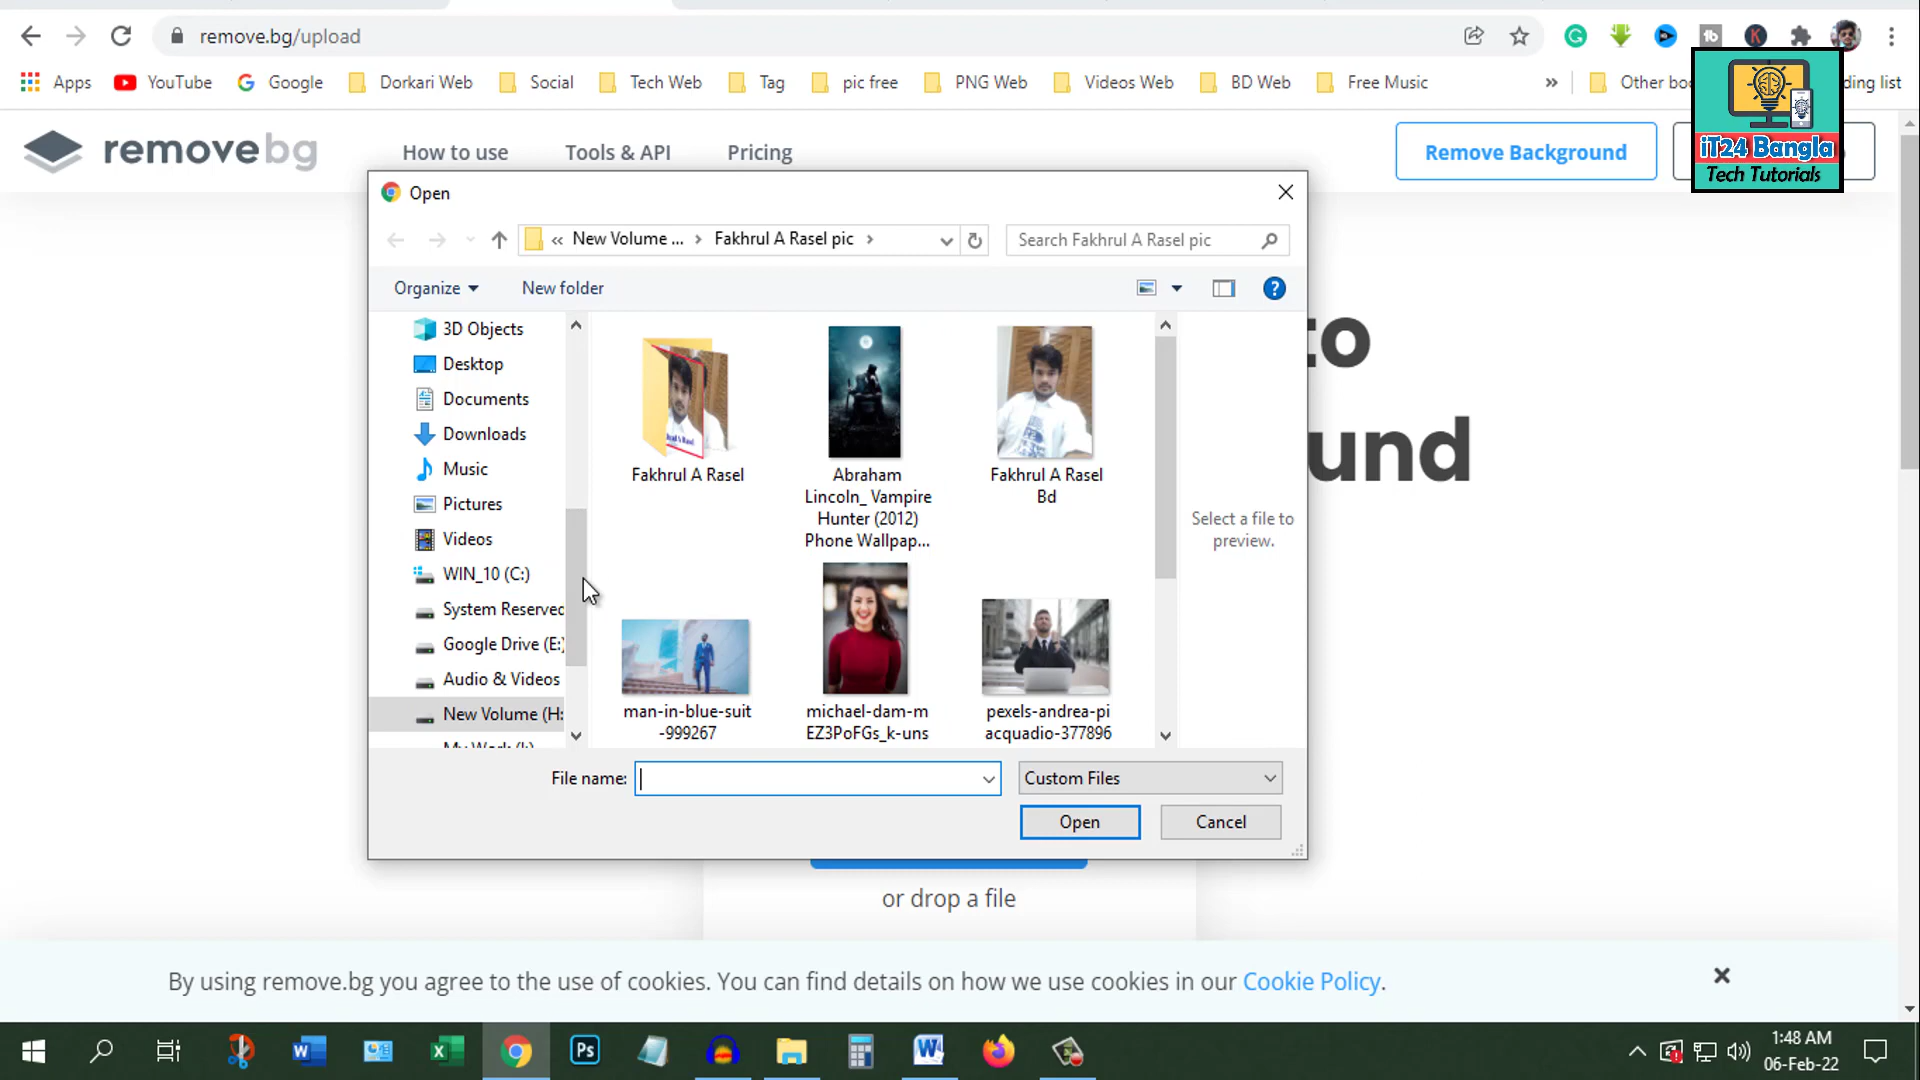 remove.bg/upload
Apps
YouTube
Google
Dorkari Web
Social
Tech Web
Tag
pic free
PNG Web
Videos Web
BD Web
Free Music
»
Other bo
ding list
iT24 Bangla
Tech Tutorials
removebg
How to use
Tools & API
Pricing
Remove Background
to
und
Open
« New Volume ... > Fakhrul A Rasel pic >
Search Fakhrul A Rasel pic
Organize
New folder
3D Objects
Desktop
Documents
Downloads
Music
Pictures
Videos
WIN_10 (C:)
System Reserved
Google Drive (E:)
Audio & Videos
New Volume (H:
My Work (I:)
Fakhrul A Rasel
Abraham
Lincoln_ Vampire
Hunter (2012)
Phone Wallpap...
Fakhrul A Rasel
Bd
man-in-blue-suit
-999267
michael-dam-m
EZ3PoFGs_k-uns
pexels-andrea-pi
acquadio-377896
Select a file to
preview.
File name:
Custom Files
Open
Cancel
or drop a file
By using remove.bg you agree to the use of cookies. You can find details on how we use cookies in our Cookie Policy.
1:48 AM
06-Feb-22